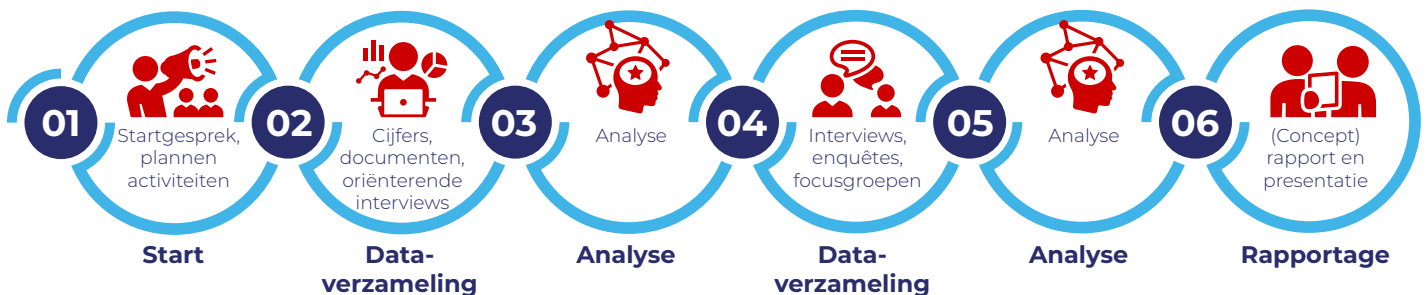 01
Startgesprek,
plannen
activiteiten
Start
02
Cijfers,
documenten,
oriënterende
interviews
Data-
verzameling
03
Analyse
Analyse
04
Interviews,
enquêtes,
focusgroepen
Data-
verzameling
05
Analyse
Analyse
06
(Concept)
rapport en
presentatie
Rapportage